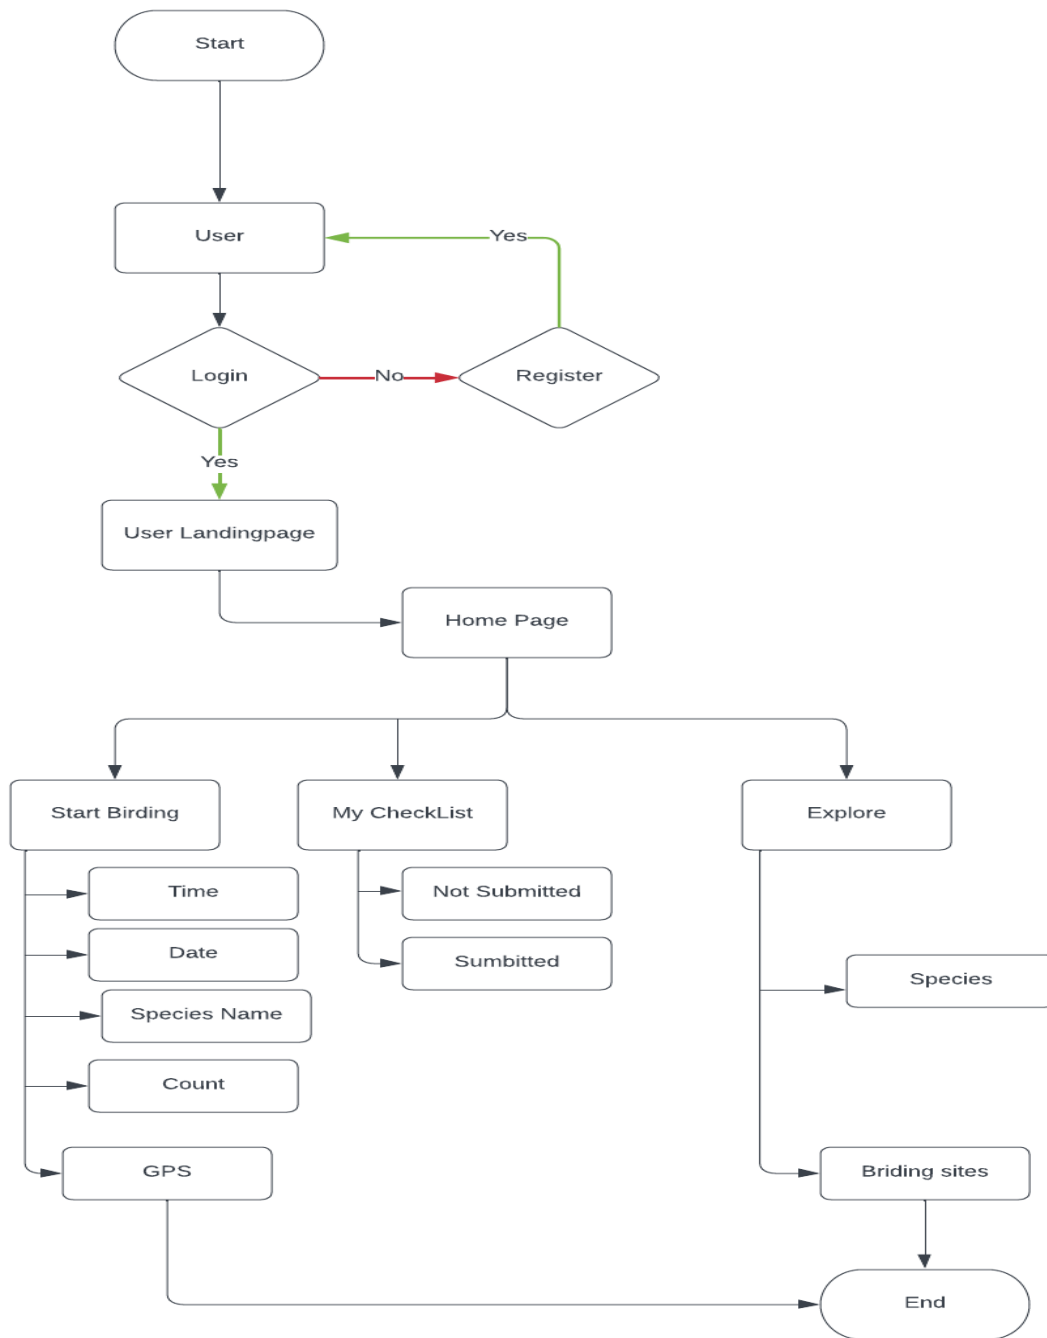 Start
User
Yes
Login
No
Register
Yes
User Landingpage
Home Page
Start Birding
My CheckList
Explore
Time
Not Submitted
Date
Sumbitted
Species
Species Name
Count
GPS
Briding sites
End